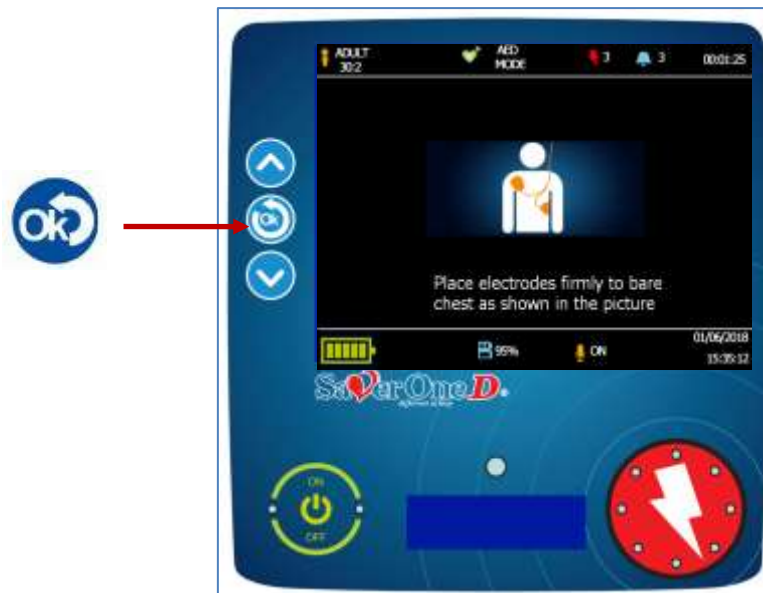 Ok
ADULT
30:2
AED
MODE
3
3
00:01:25
Ok
Place electrodes firmly to bare
chest as shown in the picture
95%
ON
01/06/2018
15:35:12
SaverOne D®
ON
OFF